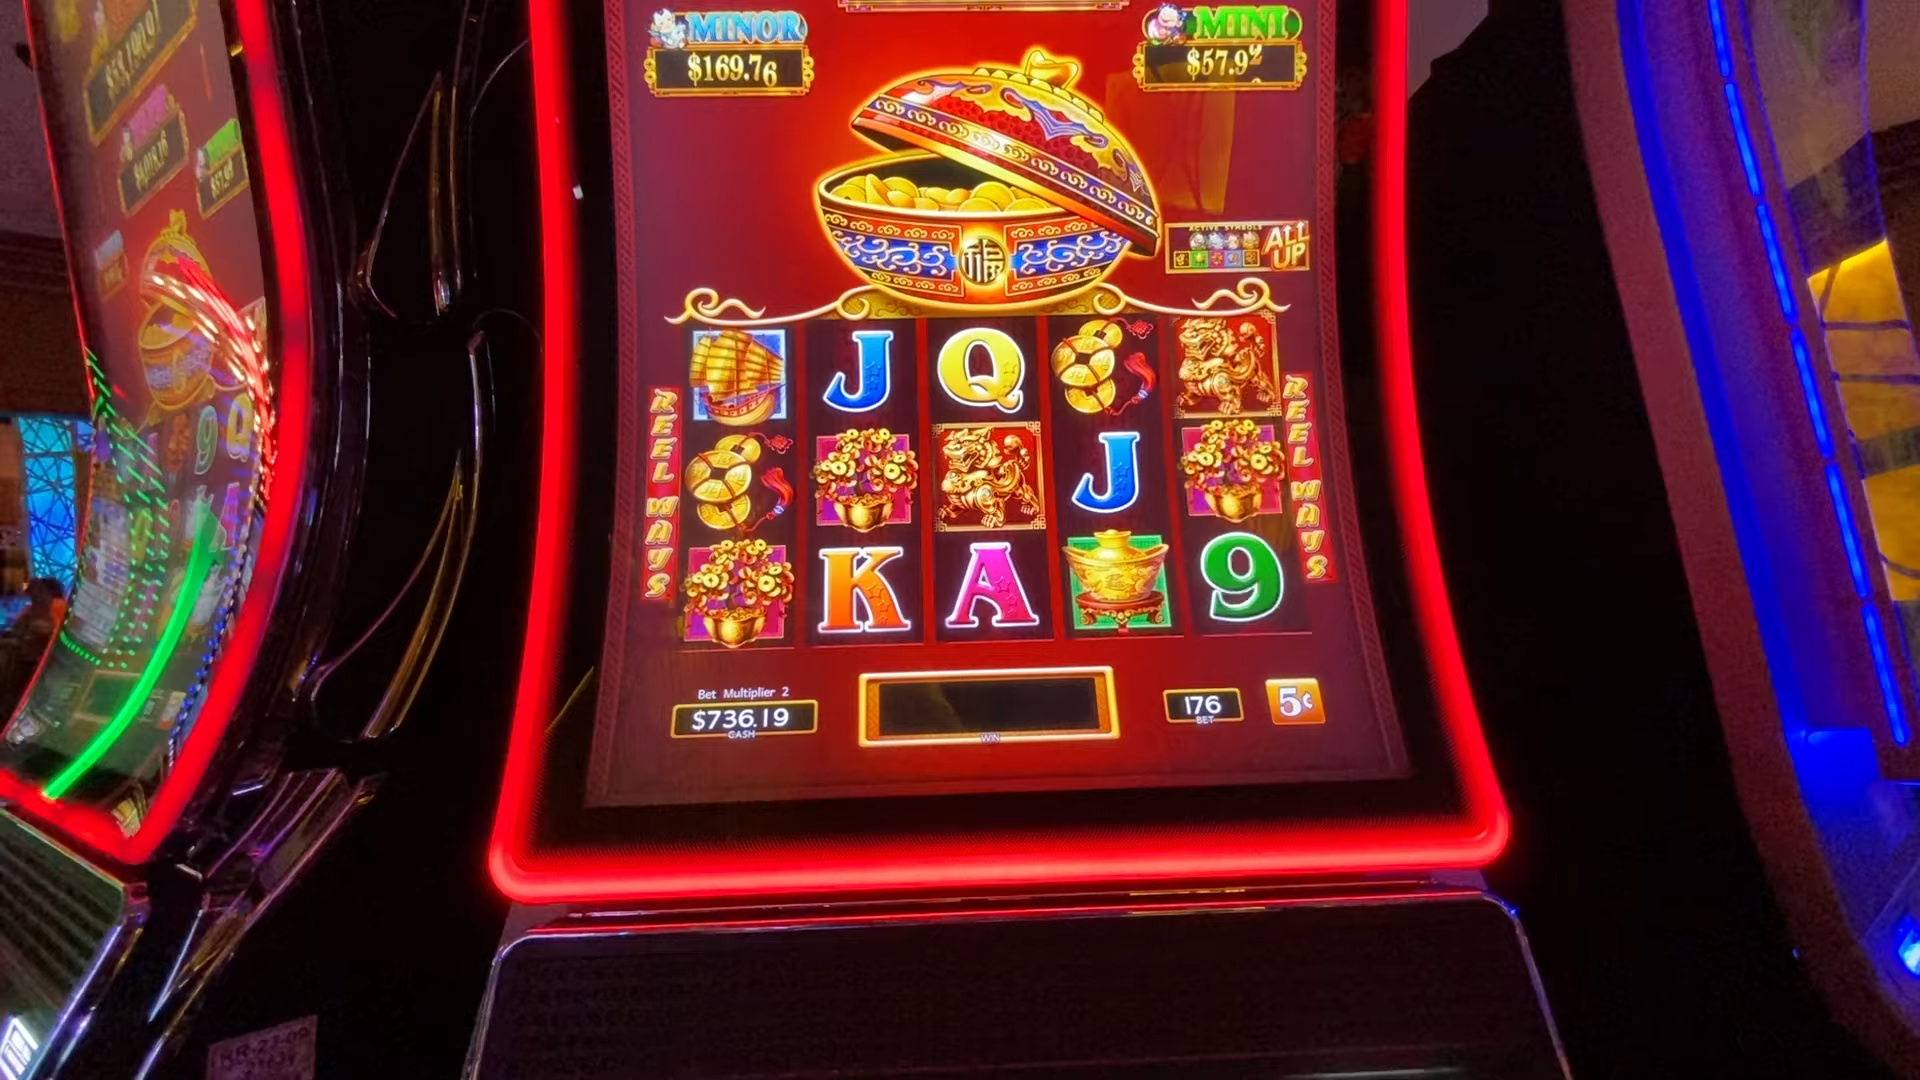 MINOR
$169.76
MINI
$57.92
福
ACTIVE SYMBOLS
ALL UP
REEL WAYS
J
Q
J
K
A
9
REEL WAYS
Bet Multiplier 2
$736.19
CASH
WIN
176
BET
5¢